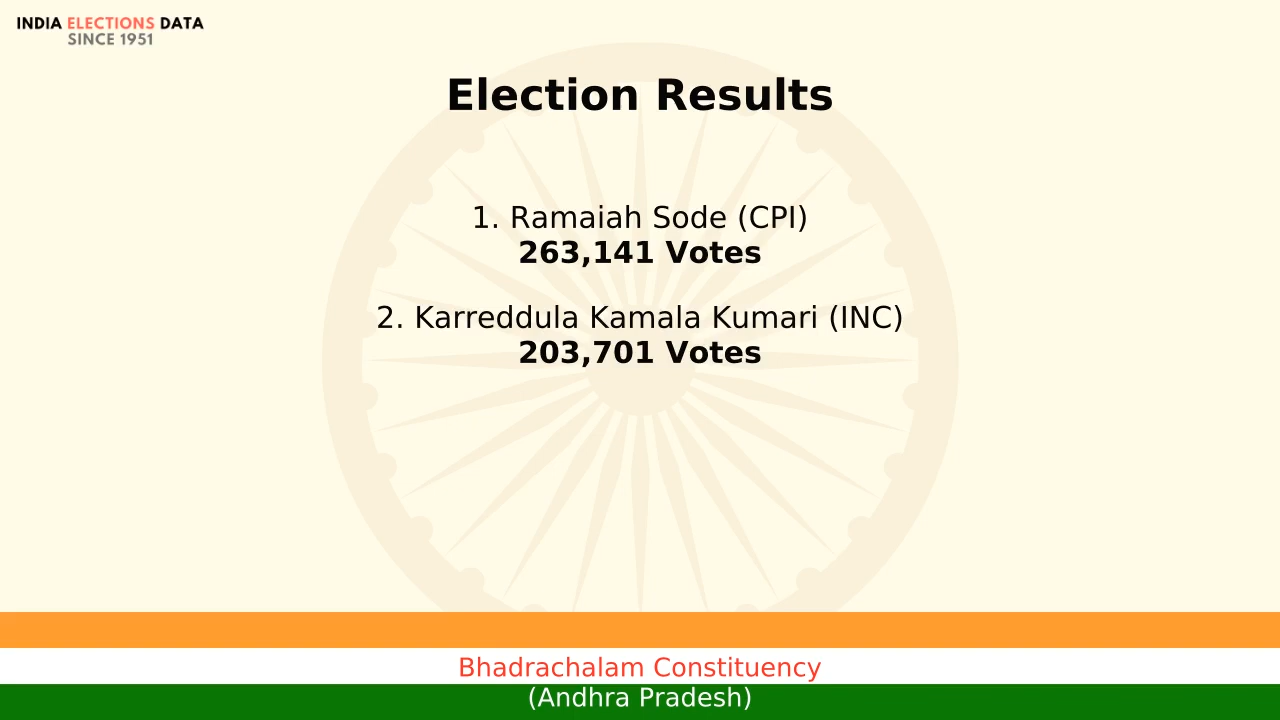 INDIA ELECTIONS DATA
SINCE 1951
Election Results
1. Ramaiah Sode (CPI)
263,141 Votes
2. Karreddula Kamala Kumari (INC)
203,701 Votes
Bhadrachalam Constituency
(Andhra Pradesh)